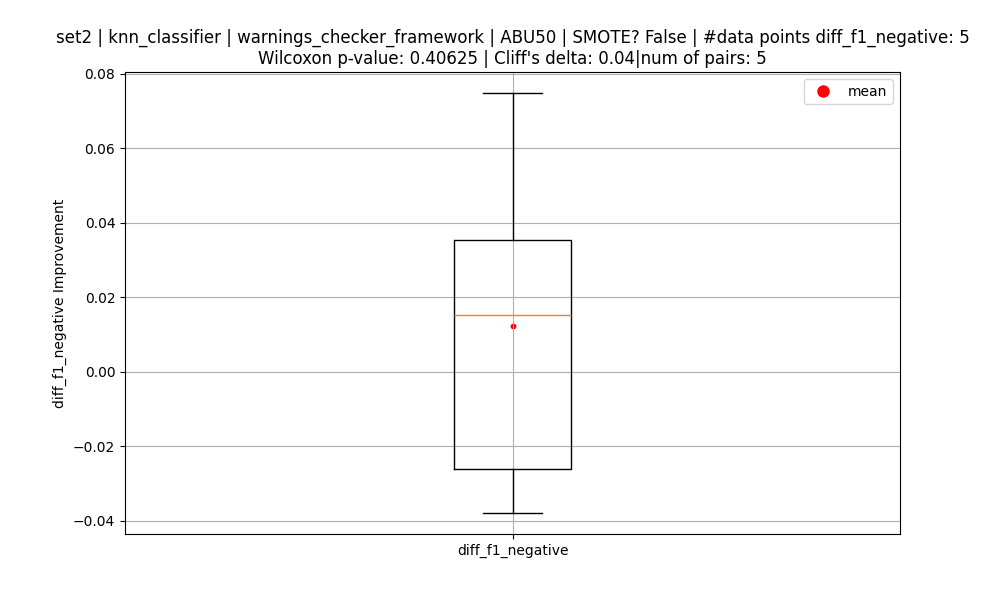 set2 | knn_classifier | warnings_checker_framework | ABU50 | SMOTE? False | #data points diff_f1_negative: 5
Wilcoxon p-value: 0.40625 | Cliff's delta: 0.04|num of pairs: 5
mean
0.08
0.06
0.04
0.02
0.00
−0.02
−0.04
diff_f1_negative Improvement
diff_f1_negative